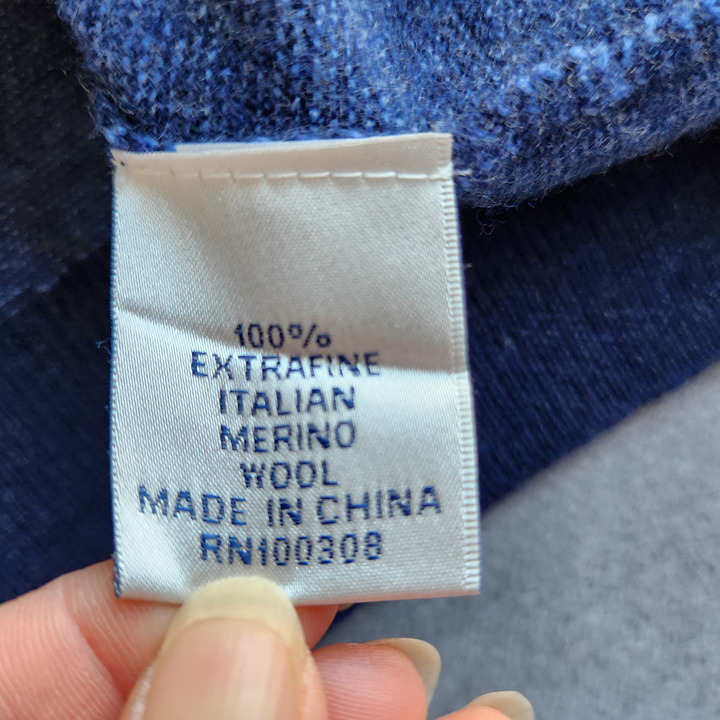 100%
EXTRAFINE
ITALIAN
MERINO
WOOL
MADE IN CHINA
RN100308